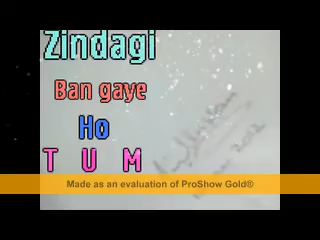 Zindagi
Ban gaye
Ho
T U M
Made as an evaluation of ProShow Gold®